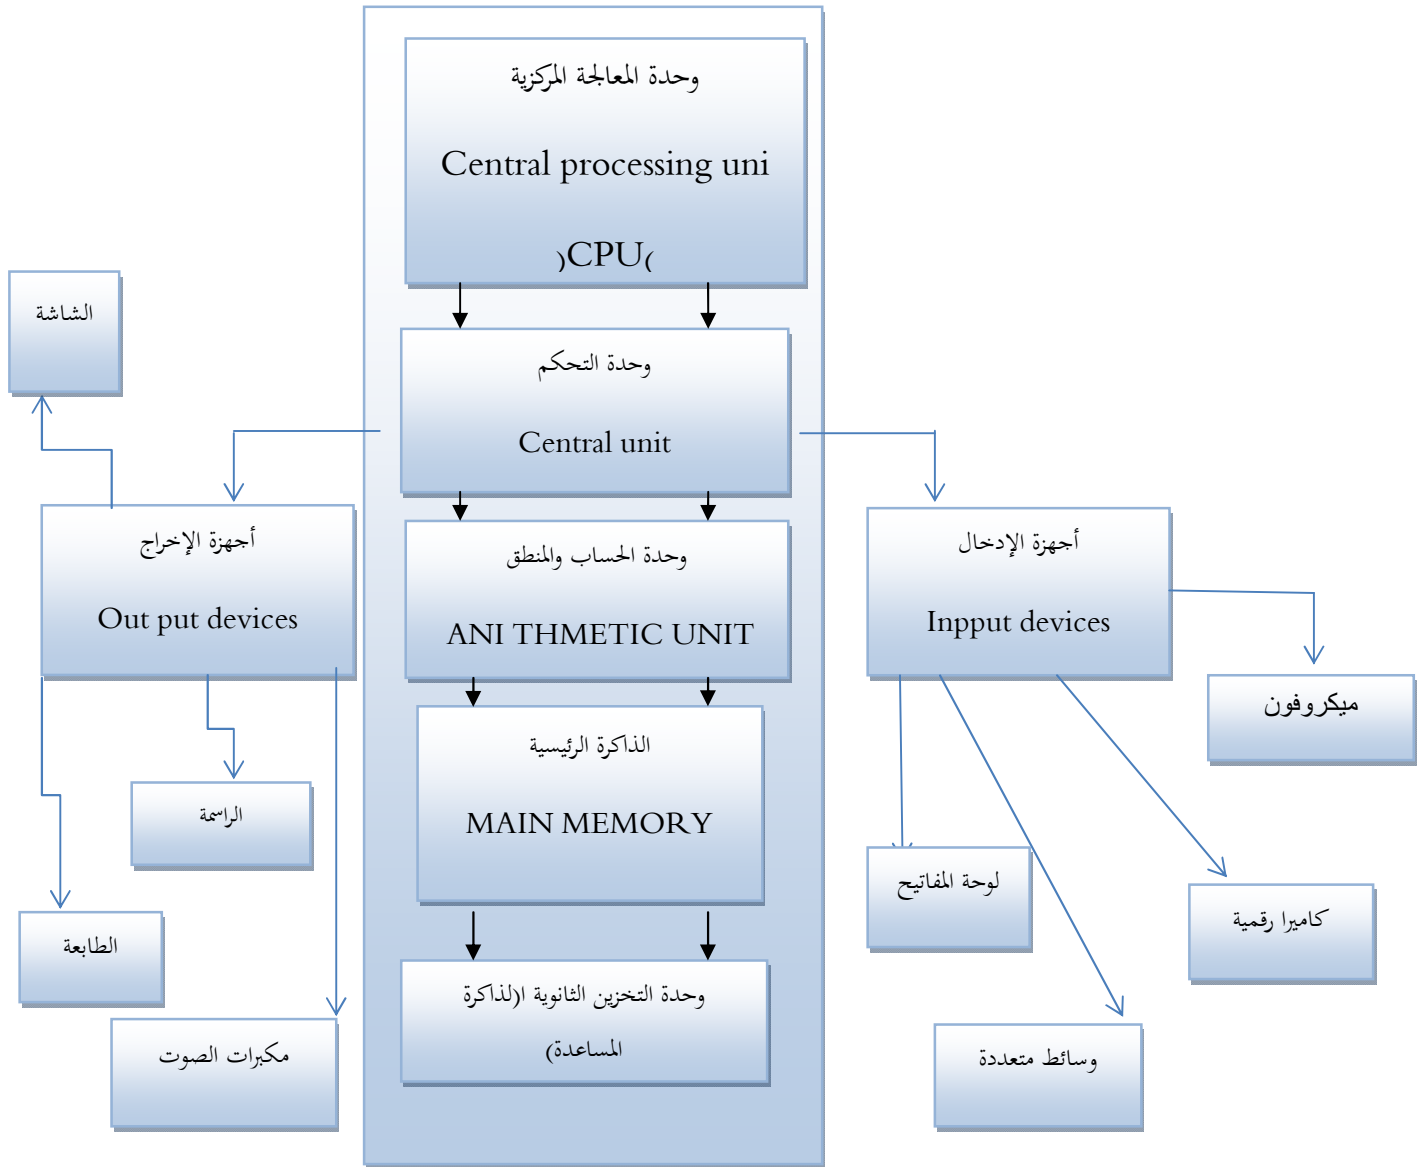 وحدة المعالجة المركزية
Central processing uni
)CPU(
الشاشة
وحدة التحكم
Central unit
أجهزة الإخراج
Out put devices
وحدة الحساب والمنطق
ANI THMETIC UNIT
أجهزة الإدخال
Inpput devices
ميكروفون
الذاكرة الرئيسية
MAIN MEMORY
الراسمة
لوحة المفاتيح
كاميرا رقمية
الطابعة
وحدة التخزين الثانوية ا(لذاكرة
المساعدة)
مكبرات الصوت
وسائط متعددة